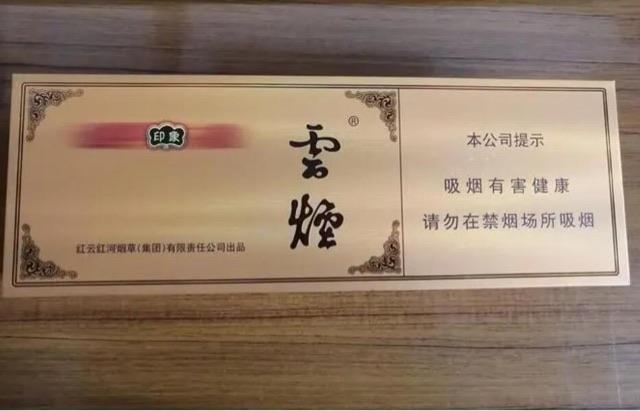 印象
雲煙®
红云红河烟草(集团)有限责任公司出品
本公司提示
吸烟有害健康
请勿在禁烟场所吸烟